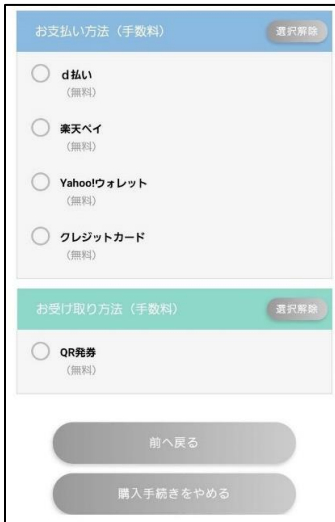 お支払い方法（手数料）
選択解除
d払い
（無料）
楽天ペイ
（無料）
Yahoo!ウォレット
（無料）
クレジットカード
（無料）
お受け取り方法（手数料）
選択解除
QR発券
（無料）
前へ戻る
購入手続きをやめる